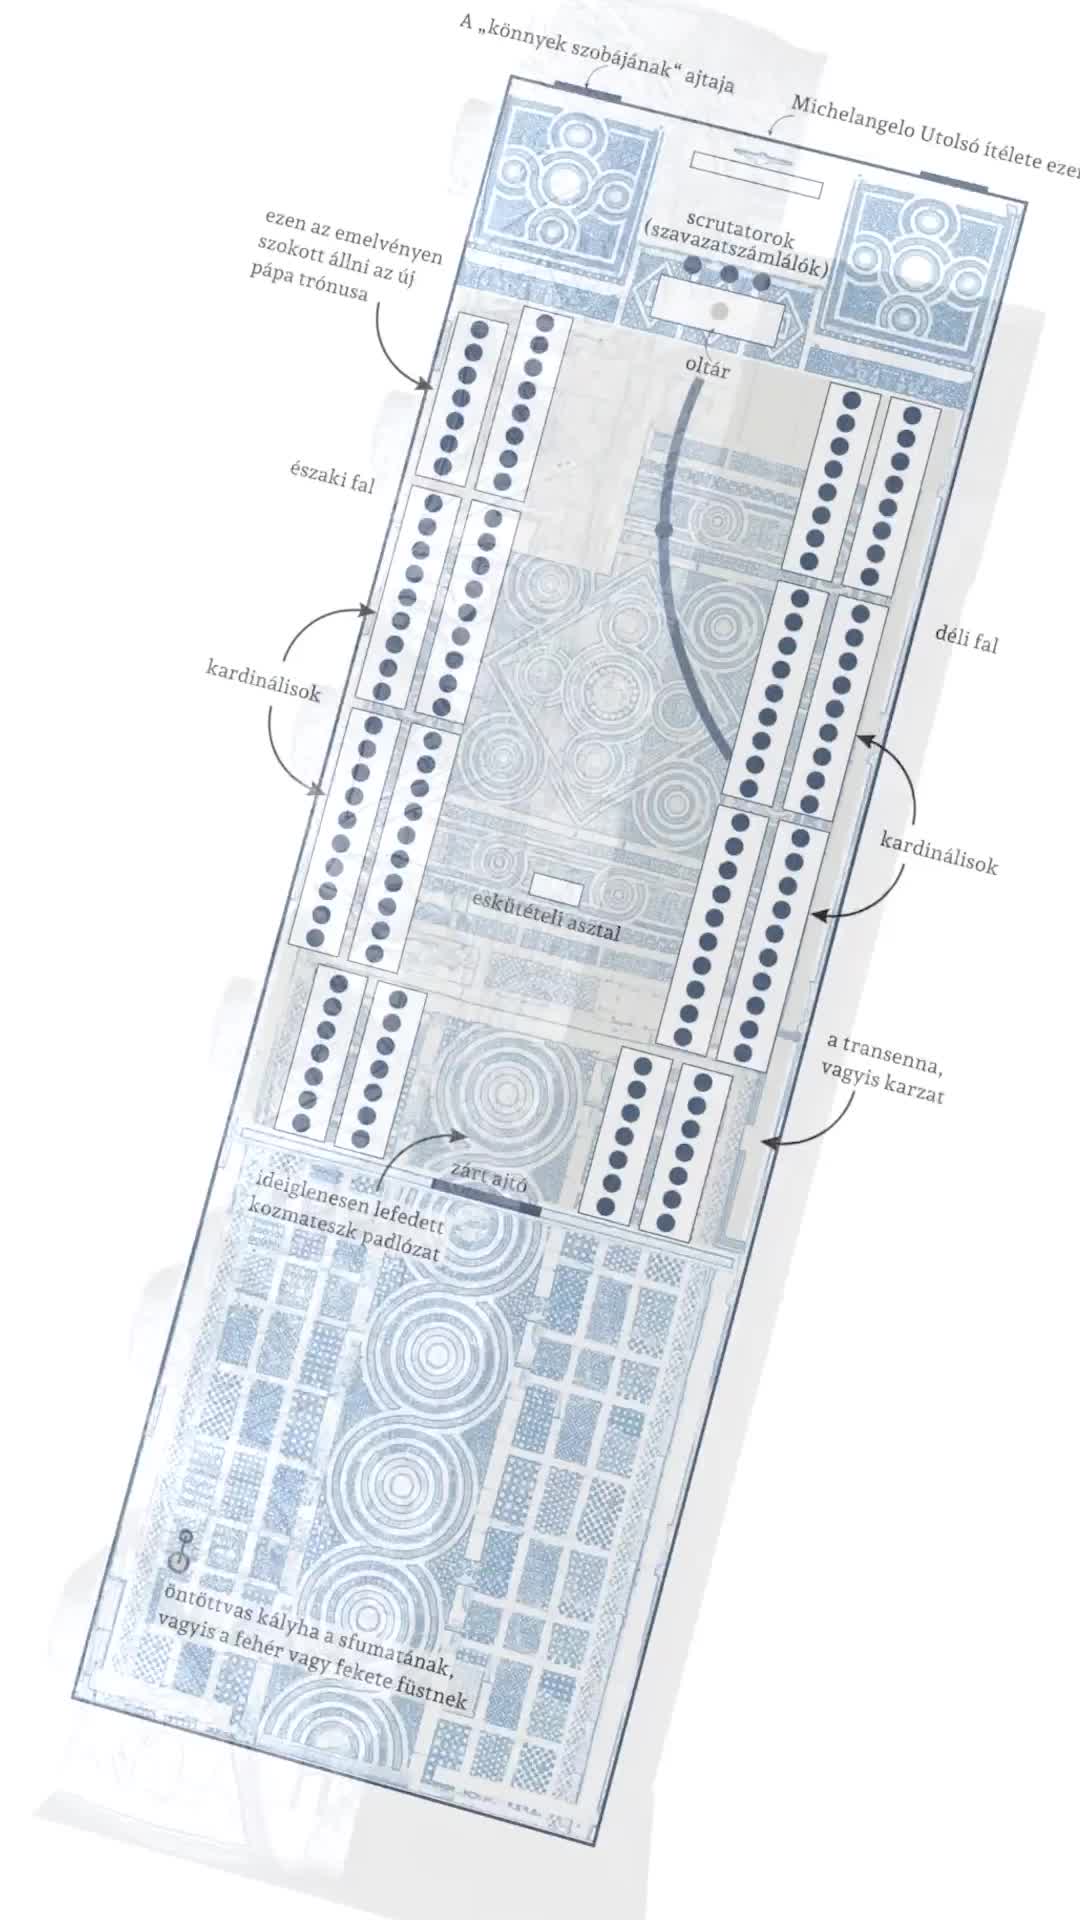 A „könnyek szobájának“ ajtaja
Michelangelo Utolsó ítélete
ezen az emelvényen
szokott állni az új
pápa trónusa
scrutatorok
(szavazatszámlálók)
oltár
északi fal
déli fal
kardinálisok
kardinálisok
eskütételi asztal
a transenna,
vagyis karzat
zárt ajtó
ideiglenesen lefedett
kozmateszk padlózat
öntöttvas kályha a sfumatának,
vagyis a fehér vagy fekete füstnek